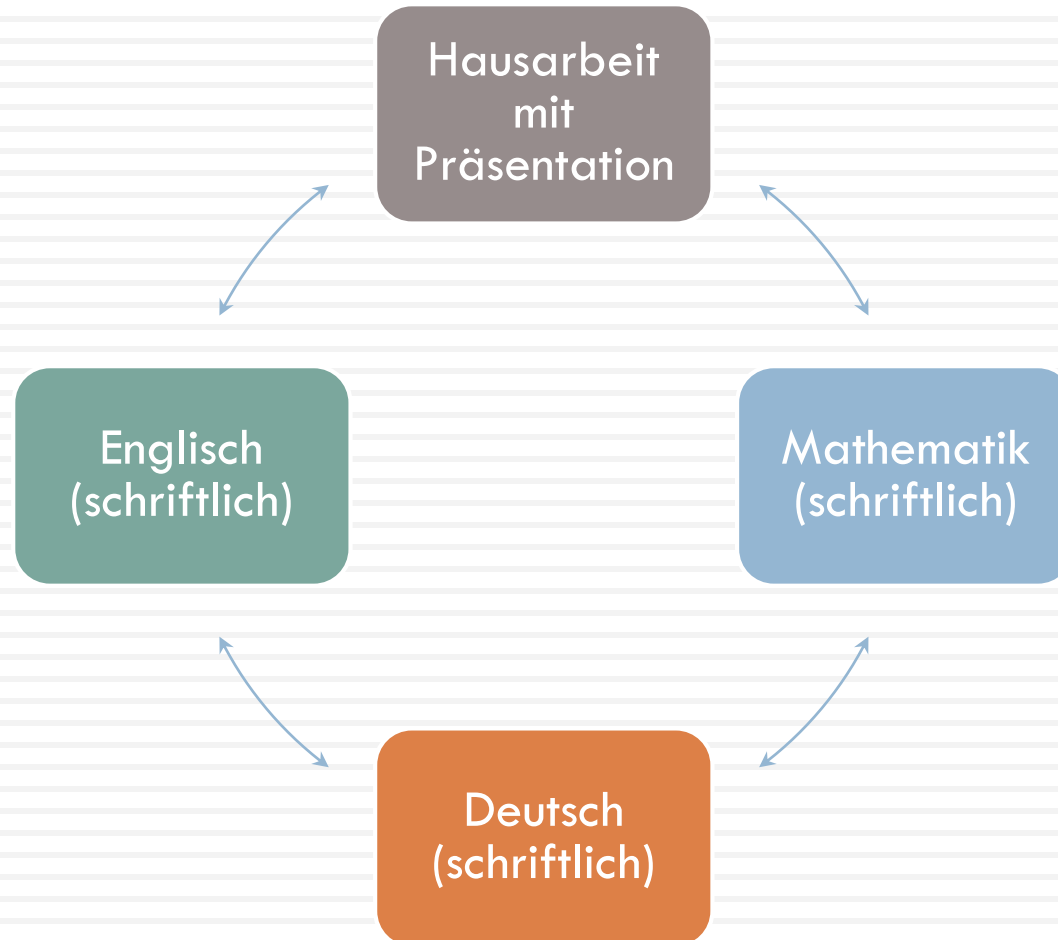 Hausarbeit
mit
Präsentation
Englisch
(schriftlich)
Mathematik
(schriftlich)
Deutsch
(schriftlich)